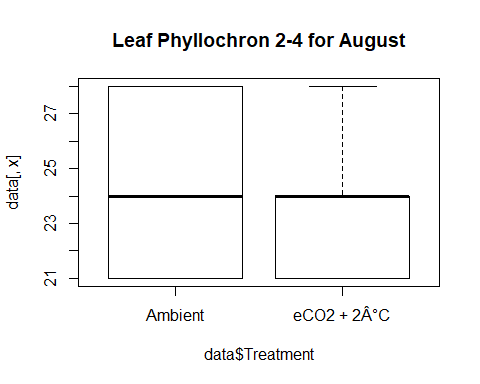 Leaf Phyllochron 2-4 for August
data[, x]
27
25
23
21
Ambient
eCO2 + 2Â°C
data$Treatment